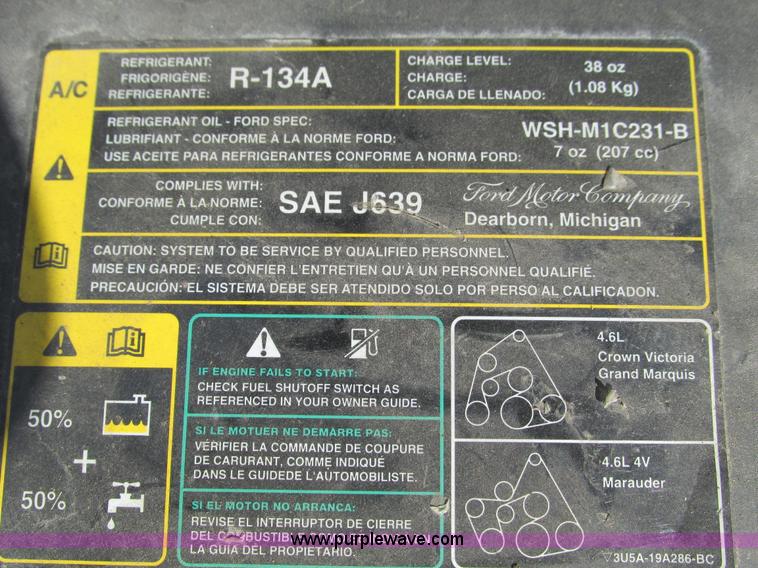 A/C
REFRIGERANT:
FRIGORIGÈNE:
REFRIGERANTE:
R-134A
CHARGE LEVEL:
CHARGE:
CARGA DE LLENADO:
38 oz
(1.08 Kg)
REFRIGERANT OIL - FORD SPEC:
LUBRIFIANT - CONFORME À LA NORME FORD:
USE ACEITE PARA REFRIGERANTES CONFORME A NORMA FORD:
WSH-M1C231-B
7 oz (207 cc)
COMPLIES WITH:
CONFORME À LA NORME:
CUMPLE CON:
SAE J639
Ford Motor Company
Dearborn, Michigan
CAUTION: SYSTEM TO BE SERVICE BY QUALIFIED PERSONNEL.
MISE EN GARDE: NE CONFIER L'ENTRETIEN QU'À UN PERSONNEL QUALIFIÉ.
PRECAUCIÓN: EL SISTEMA DEBE SER ATENDIDO SOLO POR PERSO AL CALIFICADON.
50%
+
50%
IF ENGINE FAILS TO START:
CHECK FUEL SHUTOFF SWITCH AS
REFERENCED IN YOUR OWNER GUIDE.
SI LE MOTUER NE DEMARRE PAS:
VÉRIFIER LA COMMANDE DE COUPURE
DE CARURANT, COMME INDIQUÉ
DANS LE GUIDEDE L'AUTOMOBILISTE.
SI EL MOTOR NO ARRANCA:
REVISE EL INTERRUPTOR DE CIERRE
DEL COMBUSTIBLE
LA GUÍA DEL PROPIETARIO.
4.6L
Crown Victoria
Grand Marquis
4.6L 4V
Marauder
3U5A-19A286-BC
www.purplewave.com